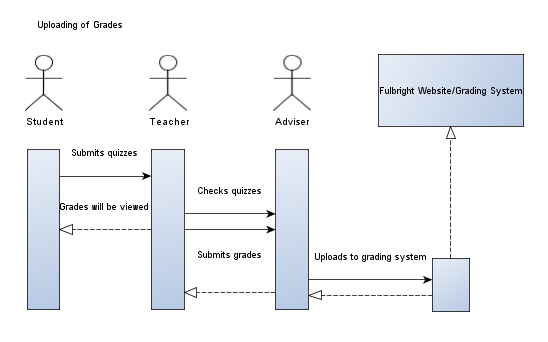 Uploading of Grades
Fulbright Website/Grading System
Student
Teacher
Adviser
Submits quizzes
Checks quizzes
Grades will be viewed
Submits grades
Uploads to grading system